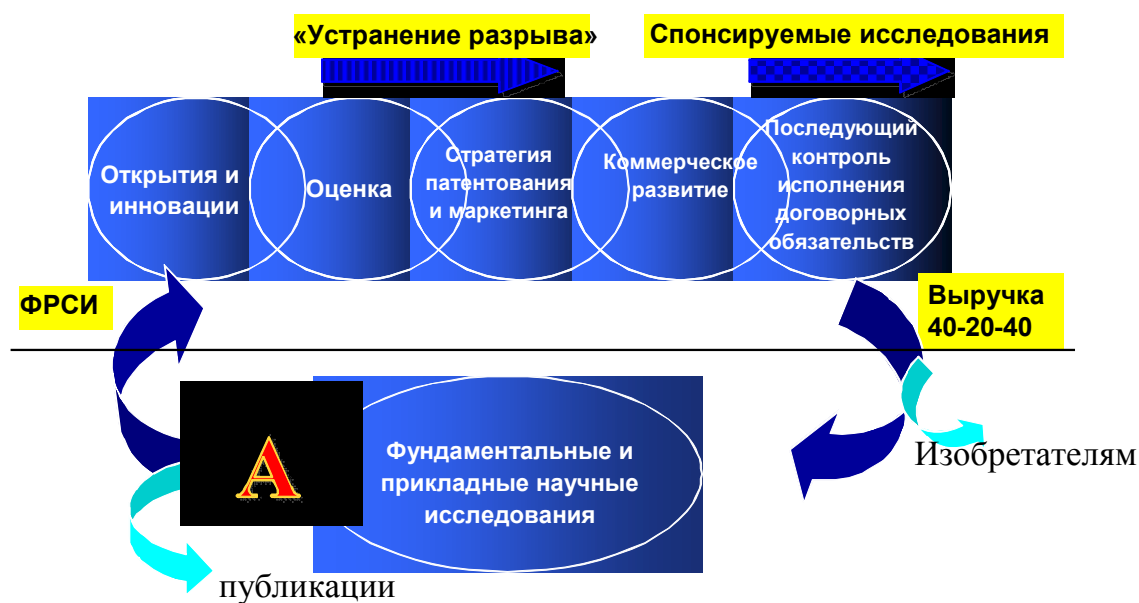 «Устранение разрыва»
Спонсируемые исследования
Открытия и
инновации
Оценка
Стратегия
патентования
и маркетинга
Коммерческое
развитие
Последующий
контроль
исполнения
договорных
обязательств
ФРСИ
Выручка
40-20-40
А
Фундаментальные и
прикладные научные
исследования
Изобретателям
публикации